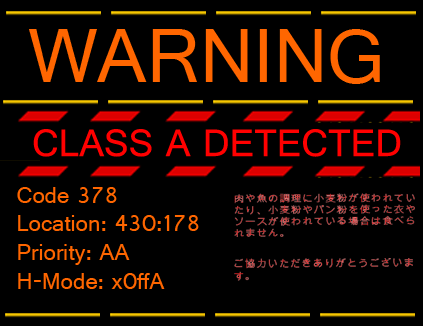 WARNING
CLASS A DETECTED
Code 378
Location: 430:178
Priority: AA
H-Mode: x0ffA
肉や魚の調理に小麦粉が使われてい
たり、小麦粉やパン粉を使った衣や
ソースが使われている場合は食べら
れません。
ご協力いただきありがとうございま
す。